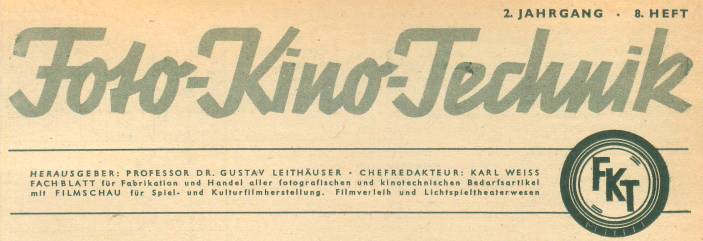 2. JAHRGANG · 8. HEFT
Foto-Kino-Technik
HERAUSGEBER: PROFESSOR DR. GUSTAV LEITHÄUSER · CHEFREDAKTEUR: KARL WEISS
FACHBLATT für Fabrikation und Handel aller fotografischen und kinotechnischen Bedarfsartikel
mit FILMSCHAU für Spiel- und Kulturfilmherstellung. Filmverleih und Lichtspieltheaterwesen
FKT